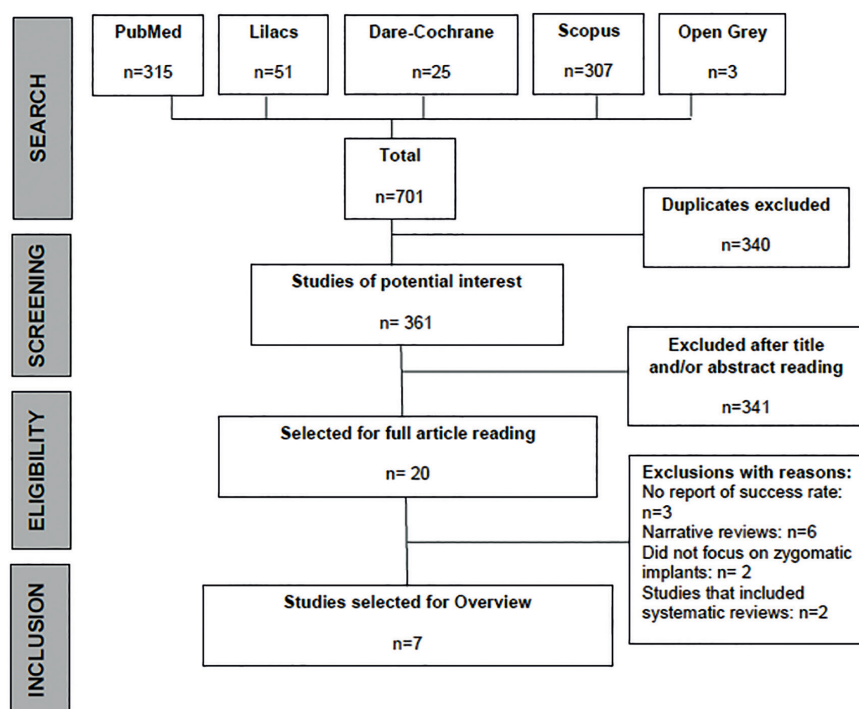 SEARCH
PubMed
n=315
Lilacs
n=51
Dare-Cochrane
n=25
Scopus
n=307
Open Grey
n=3
Total
n=701
Duplicates excluded
n=340
SCREENING
Studies of potential interest
n= 361
Excluded after title
and/or abstract reading
n=341
ELIGIBILITY
Selected for full article reading
n= 20
Exclusions with reasons:
No report of success rate:
n=3
Narrative reviews: n=6
Did not focus on zygomatic
implants: n= 2
Studies that included
systematic reviews: n=2
INCLUSION
Studies selected for Overview
n=7